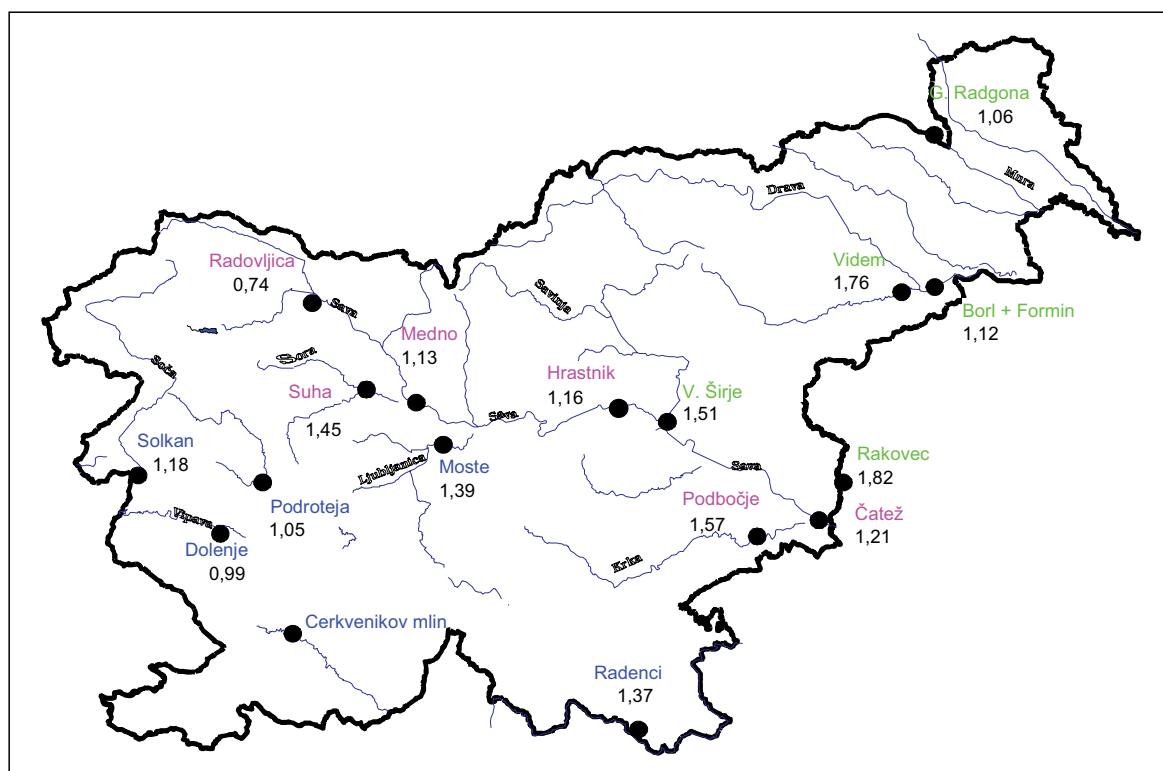 G. Radgona
1,06
Mura
Drava
Radovljica
0,74
Sava
Videm
1,76
Savinja
Borl + Formin
1,12
Medno
1,13
Sora
Soča
Hrastnik
1,16
Suha
1,45
Sava
V. Širje
1,51
Solkan
1,18
Ljubljanica
Moste
1,39
Sava
Rakovec
1,82
Podroteja
1,05
Podbočje
1,57
Čatež
1,21
Vipava
Dolenje
0,99
Krka
Cerkvenikov mlin
Radenci
1,37